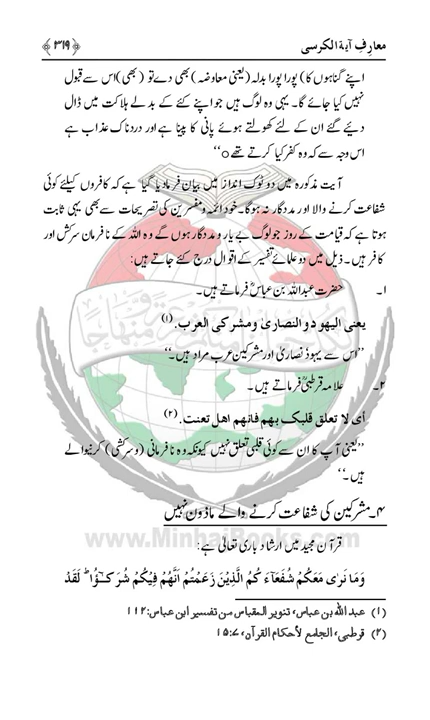 معارفِ آیۃ الکرسی ﴿۳۱۹﴾
اپنے گناہوں کا) پورا پورا بدلہ (یعنی معاوضہ) بھی دے تو (بھی) اس سے قبول
نہیں کیا جائے گا۔ یہی وہ لوگ ہیں جو اپنے کئے کے بدلے ہلاکت میں ڈال
دیئے گئے ان کے لئے کھولتے ہوئے پانی کا پینا ہے اور دردناک عذاب ہے
اس وجہ سے کہ وہ کفر کیا کرتے تھے o‘‘
آیت مذکورہ میں دو ٹوک انداز میں بیان فرما دیا گیا ہے کہ کافروں کیلئے کوئی
شفاعت کرنے والا اور مددگار نہ ہوگا۔ خود ائمہ و مفسرین کی تصریحات سے بھی یہی ثابت
ہوتا ہے کہ قیامت کے روز جو لوگ بے یار و مددگار ہوں گے وہ اللہ کے نافرمان سرکش اور
کافر ہیں۔ ذیل میں دو علمائے تفسیر کے اقوال درج کئے جاتے ہیں:
۱۔ حضرت عبد اللہ بن عباسؓ فرماتے ہیں۔
یعنی الیھود و النصاریٰ ومشرکی العرب۔(۱)
’’اس سے یہود نصاریٰ اور مشرکینِ عرب مراد ہیں۔‘‘
۲۔ علامہ قرطبیؒ فرماتے ہیں۔
أی لا تعلق قلبک بھم فانھم اھل تعنت۔(۲)
’’یعنی آپ کا ان سے کوئی قلبی تعلق نہیں کیونکہ وہ نافرمانی (وسرکشی) کرنیوالے
ہیں۔‘‘
۴۔ مشرکین کی شفاعت کرنے والے ماذون نہیں
قرآن مجید میں ارشاد باری تعالیٰ ہے:
وَمَا نَرٰی مَعَکُمْ شُفَعَآءَ کُمُ الَّذِیْنَ زَعَمْتُمْ اَنَّھُمْ فِیْکُمْ شُرَکٰٓؤُا ؕ لَقَدْ
(۱) عبد اللہ بن عباس، تنویر المقباس من تفسیر ابن عباس: ۱۱۲
(۲) قرطبی، الجامع لأحکام القرآن، ۷:۱۵
www.MinhajBooks.com